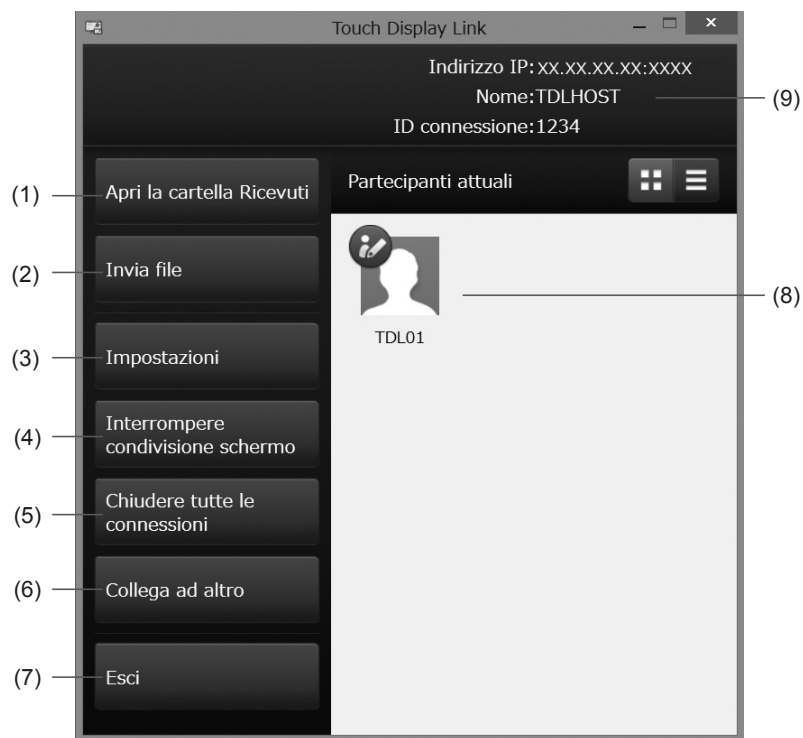 Touch Display Link
Indirizzo IP: XX.XX.XX.XX:XXXX
Nome:TDLHOST
(9)
ID connessione:1234
(1)
Apri la cartella Ricevuti
Partecipanti attuali
(2)
Invia file
(8)
TDL01
(3)
Impostazioni
(4)
Interrompere
condivisione schermo
(5)
Chiudere tutte le
connessioni
(6)
Collega ad altro
(7)
Esci